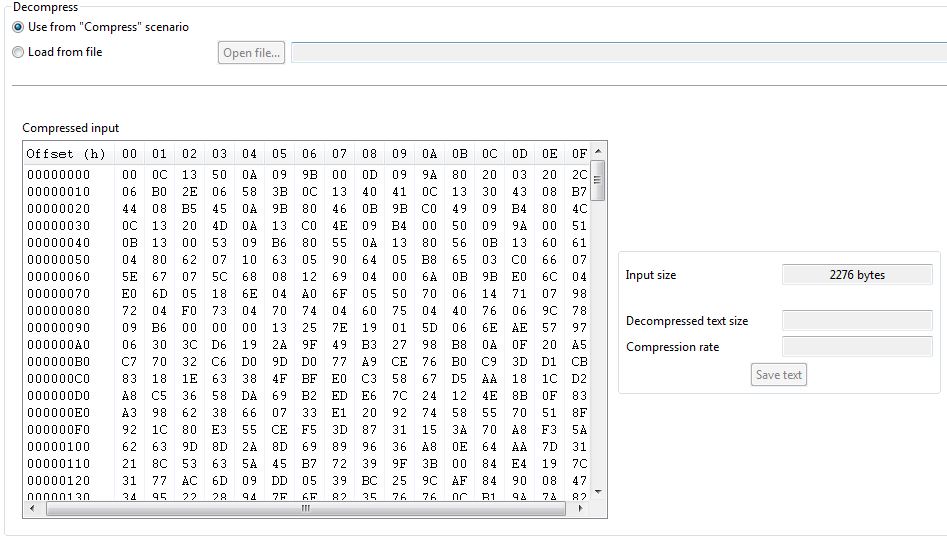 Decompress
Use from "Compress" scenario
Load from file
Open file...
Compressed input
Offset (h) 00 01 02 03 04 05 06 07 08 09 0A 0B 0C 0D 0E 0F
00000000 00 0C 13 50 0A 09 9B 00 0D 09 9A 80 20 03 20 2C
00000010 06 B0 2E 06 58 3B 0C 13 40 41 0C 13 30 43 08 B7
00000020 44 08 B5 45 0A 9B 80 46 0B 9B C0 49 09 B4 80 4C
00000030 0C 13 20 4D 0A 13 C0 4E 09 B4 00 50 09 9A 00 51
00000040 0B 13 00 53 09 B6 80 55 0A 13 80 56 0B 13 60 61
00000050 04 80 62 07 10 63 05 90 64 05 B8 65 03 C0 66 07
00000060 5E 67 07 5C 68 08 12 69 04 00 6A 0B 9B E0 6C 04
00000070 E0 6D 05 18 6E 04 A0 6F 05 50 70 06 14 71 07 98
00000080 72 04 F0 73 04 70 74 04 60 75 04 40 76 06 9C 78
00000090 09 B6 00 00 00 13 25 7E 19 01 5D 06 6E AE 57 97
000000A0 06 30 3C D6 19 2A 9F 49 B3 27 98 B8 0A 0F 20 A5
000000B0 C7 70 32 C6 D0 9D D0 77 A9 CE 76 B0 C9 3D D1 CB
000000C0 83 18 1E 63 38 4F BF E0 C3 58 67 D5 AA 18 1C D2
000000D0 A8 C5 36 58 DA 69 B2 ED E6 7C 24 12 4E 8B 0F 83
000000E0 A3 98 62 38 66 07 33 E1 20 92 74 58 55 70 51 8F
000000F0 92 1C 80 E3 55 CE F5 3D 87 31 15 3A 70 A8 F3 5A
00000100 62 63 9D 8D 2A 8D 69 89 96 36 A8 0E 64 AA 7D 31
00000110 21 8C 53 63 5A 45 B7 72 39 9F 3B 00 84 E4 19 7C
00000120 31 77 AC 6D 09 DD 05 39 BC 25 9C AF 84 90 08 47
00000130 34 95 22 28 94 7F 6F 82 35 76 76 0C B1 9A 7A 82
Input size 2276 bytes
Decompressed text size
Compression rate
Save text